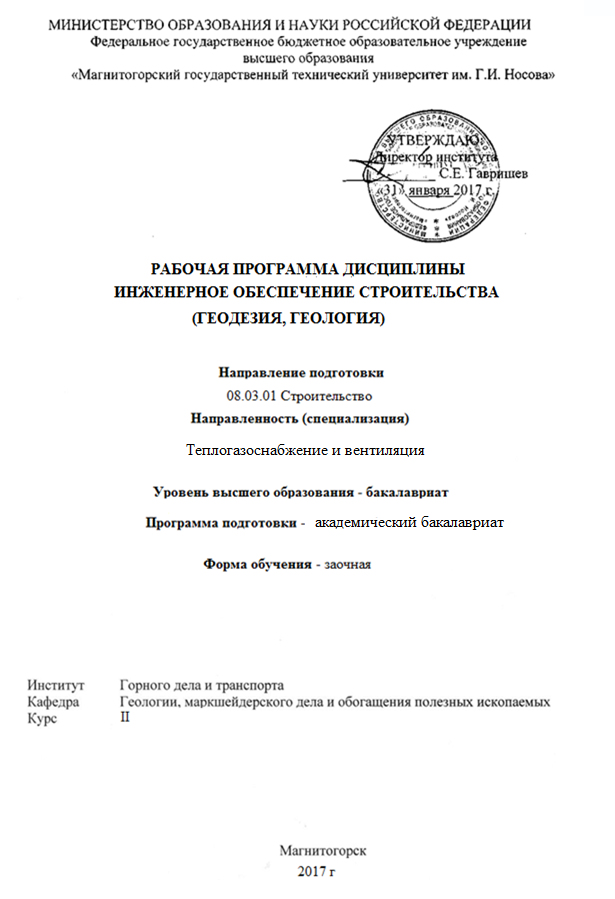 МИНИСТЕРСТВО ОБРАЗОВАНИЯ И НАУКИ РОССИЙСКОЙ ФЕДЕРАЦИИ
Федеральное государственное бюджетное образовательное учреждение
высшего образования
«Магнитогорский государственный технический университет им. Г.И. Носова»
УТВЕРЖДАЮ
Директор института
С.Е. Гавришев
«31» января 2017 г.
РАБОЧАЯ ПРОГРАММА ДИСЦИПЛИНЫ
ИНЖЕНЕРНОЕ ОБЕСПЕЧЕНИЕ СТРОИТЕЛЬСТВА
(ГЕОДЕЗИЯ, ГЕОЛОГИЯ)
Направление подготовки
08.03.01 Строительство
Направленность (специализация)
Теплогазоснабжение и вентиляция
Уровень высшего образования - бакалавриат
Программа подготовки - академический бакалавриат
Форма обучения - заочная
Институт Горного дела и транспорта
Кафедра Геологии, маркшейдерского дела и обогащения полезных ископаемых
Курс II
Магнитогорск
2017 г